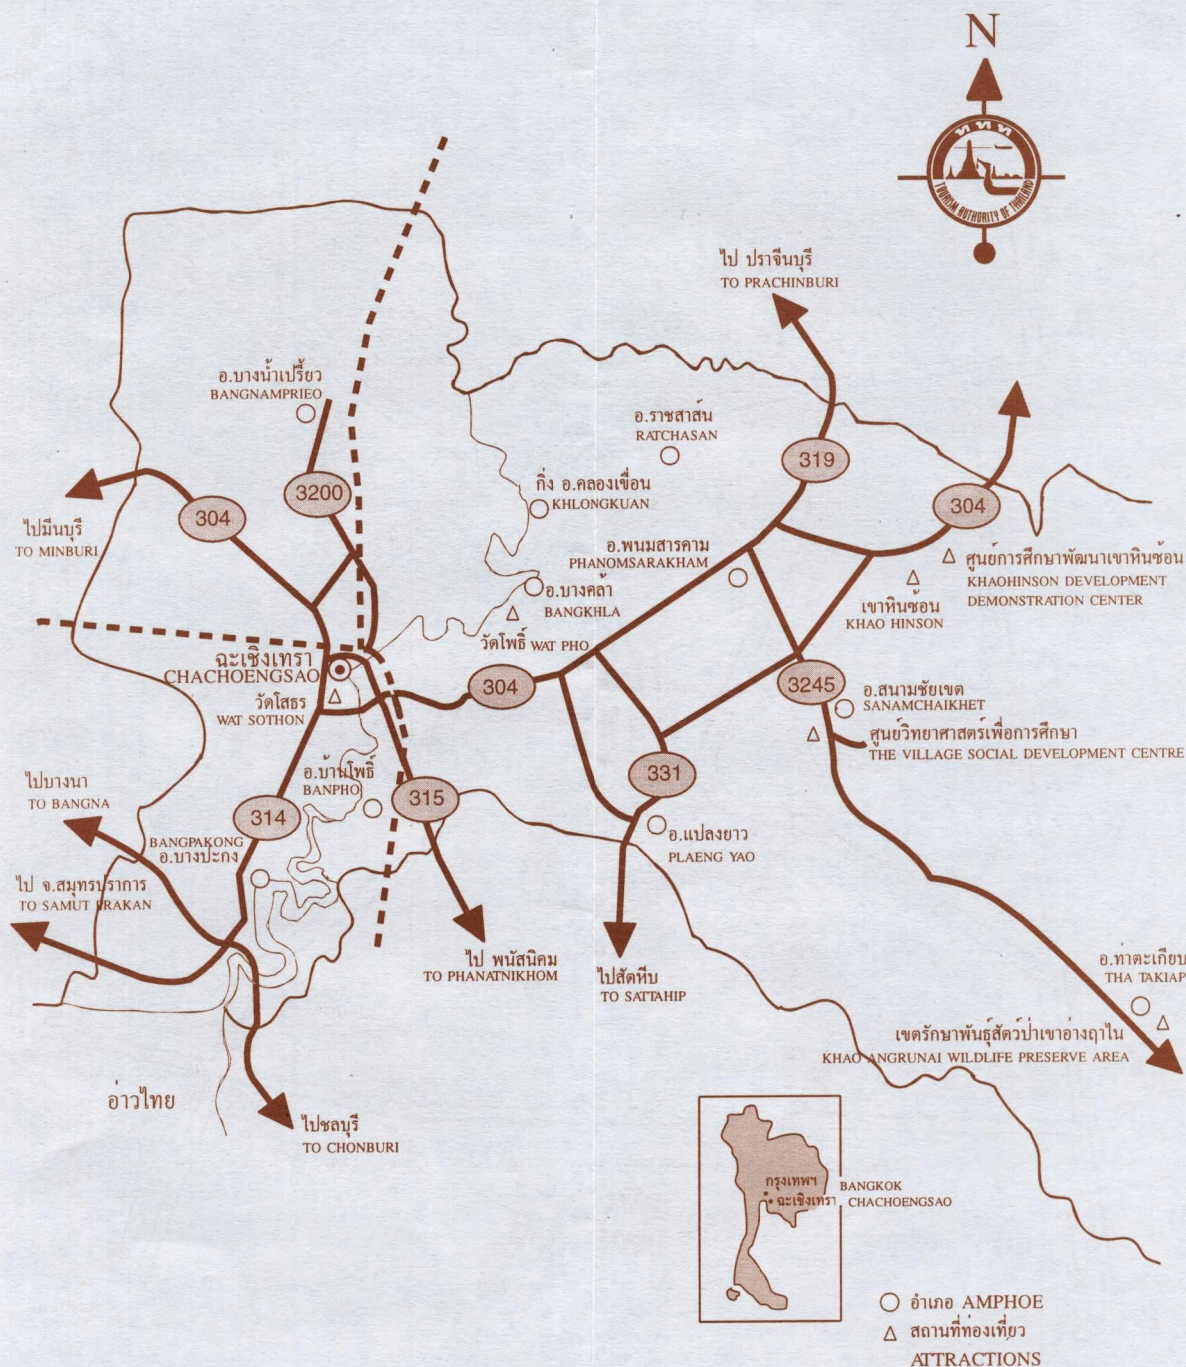 N
ททท
TOURISM AUTHORITY OF THAILAND
ไป ปราจีนบุรี
TO PRACHINBURI
อ.บางน้ำเปรี้ยว
BANGNAMPRIEO
อ.ราชสาส์น
RATCHASAN
319
3200
304
กิ่ง อ.คลองเขื่อน
KHLONGKUAN
304
ไปมีนบุรี
TO MINBURI
อ.พนมสารคาม
PHANOMSARAKHAM
ศูนย์การศึกษาพัฒนาเขาหินซ้อน
KHAOHINSON DEVELOPMENT
DEMONSTRATION CENTER
อ.บางคล้า
BANGKHLA
เขาหินซ้อน
KHAO HINSON
วัดโพธิ์ WAT PHO
ฉะเชิงเทรา
CHACHOENGSAO
304
3245
วัดโสธร
WAT SOTHON
อ.สนามชัยเขต
SANAMCHAIKHET
ศูนย์วิทยาศาสตร์เพื่อการศึกษา
THE VILLAGE SOCIAL DEVELOPMENT CENTRE
อ.บ้านโพธิ์
BANPHO
331
315
314
ไปบางนา
TO BANGNA
อ.แปลงยาว
PLAENG YAO
BANGPAKONG
อ.บางปะกง
ไป จ.สมุทรปราการ
TO SAMUT PRAKAN
ไป พนัสนิคม
TO PHANATNIKHOM
ไปสัตหีบ
TO SATTAHIP
อ.ท่าตะเกียบ
THA TAKIAP
เขตรักษาพันธุ์สัตว์ป่าเขาอ่างฤาไน
KHAO ANGRUNAI WILDLIFE PRESERVE AREA
อ่าวไทย
ไปชลบุรี
TO CHONBURI
กรุงเทพฯ BANGKOK
ฉะเชิงเทรา CHACHOENGSAO
อำเภอ AMPHOE
สถานที่ท่องเที่ยว
ATTRACTIONS